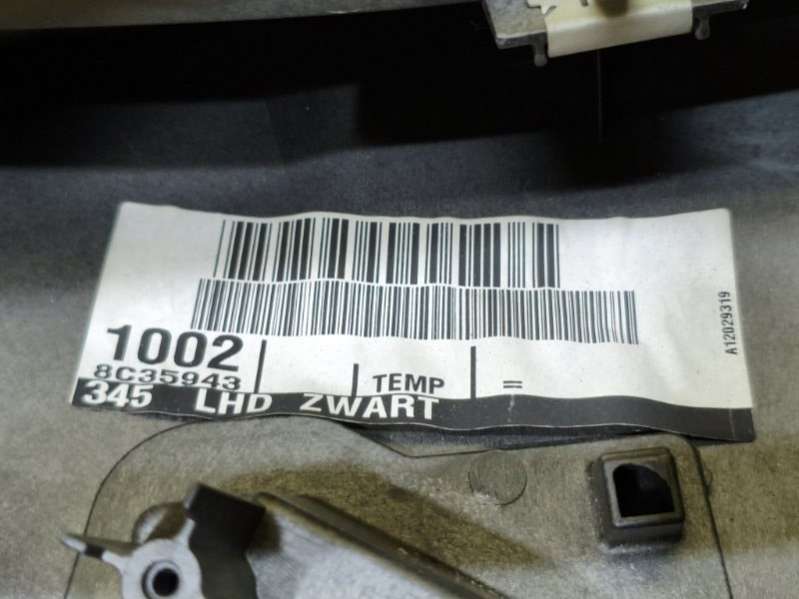 1002
8C35943
TEMP =
345 LHD ZWART
A12029319